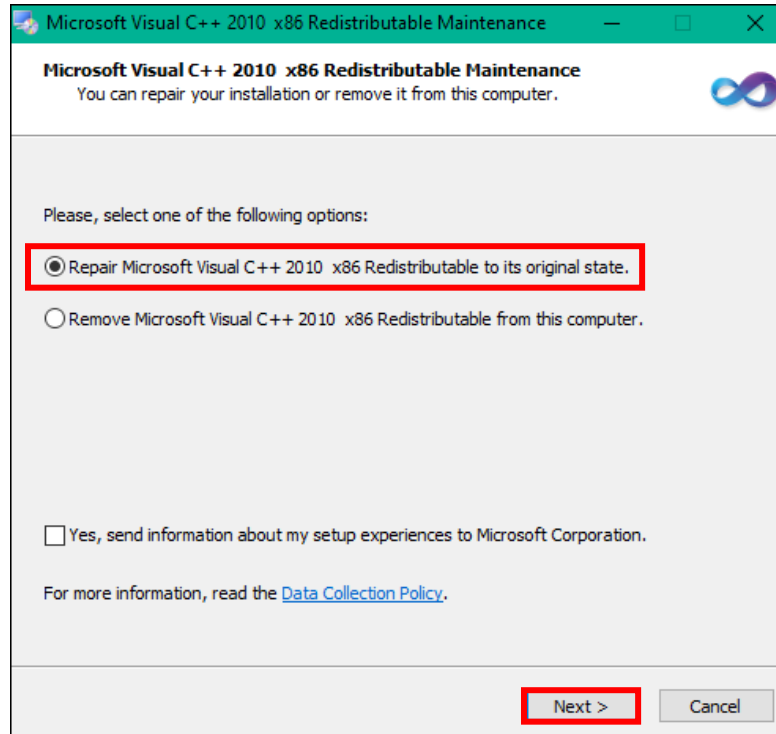 Microsoft Visual C++ 2010  x86 Redistributable Maintenance
Microsoft Visual C++ 2010  x86 Redistributable Maintenance
You can repair your installation or remove it from this computer.
Please, select one of the following options:
Repair Microsoft Visual C++ 2010  x86 Redistributable to its original state.
Remove Microsoft Visual C++ 2010  x86 Redistributable from this computer.
Yes, send information about my setup experiences to Microsoft Corporation.
For more information, read the Data Collection Policy.
Next > Cancel